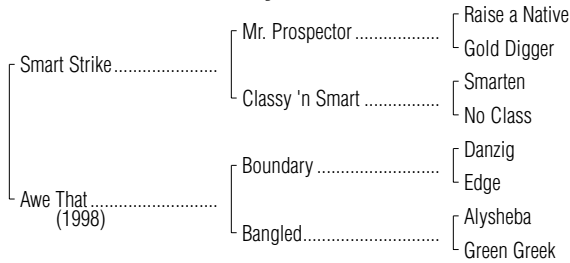 Raise a Native
Mr. Prospector ..................
Gold Digger
Smart Strike......................
Smarten
Classy 'n Smart ................
No Class
Danzig
Boundary ..........................
Edge
Awe That...........................
(1998)
Alysheba
Bangled.............................
Green Greek